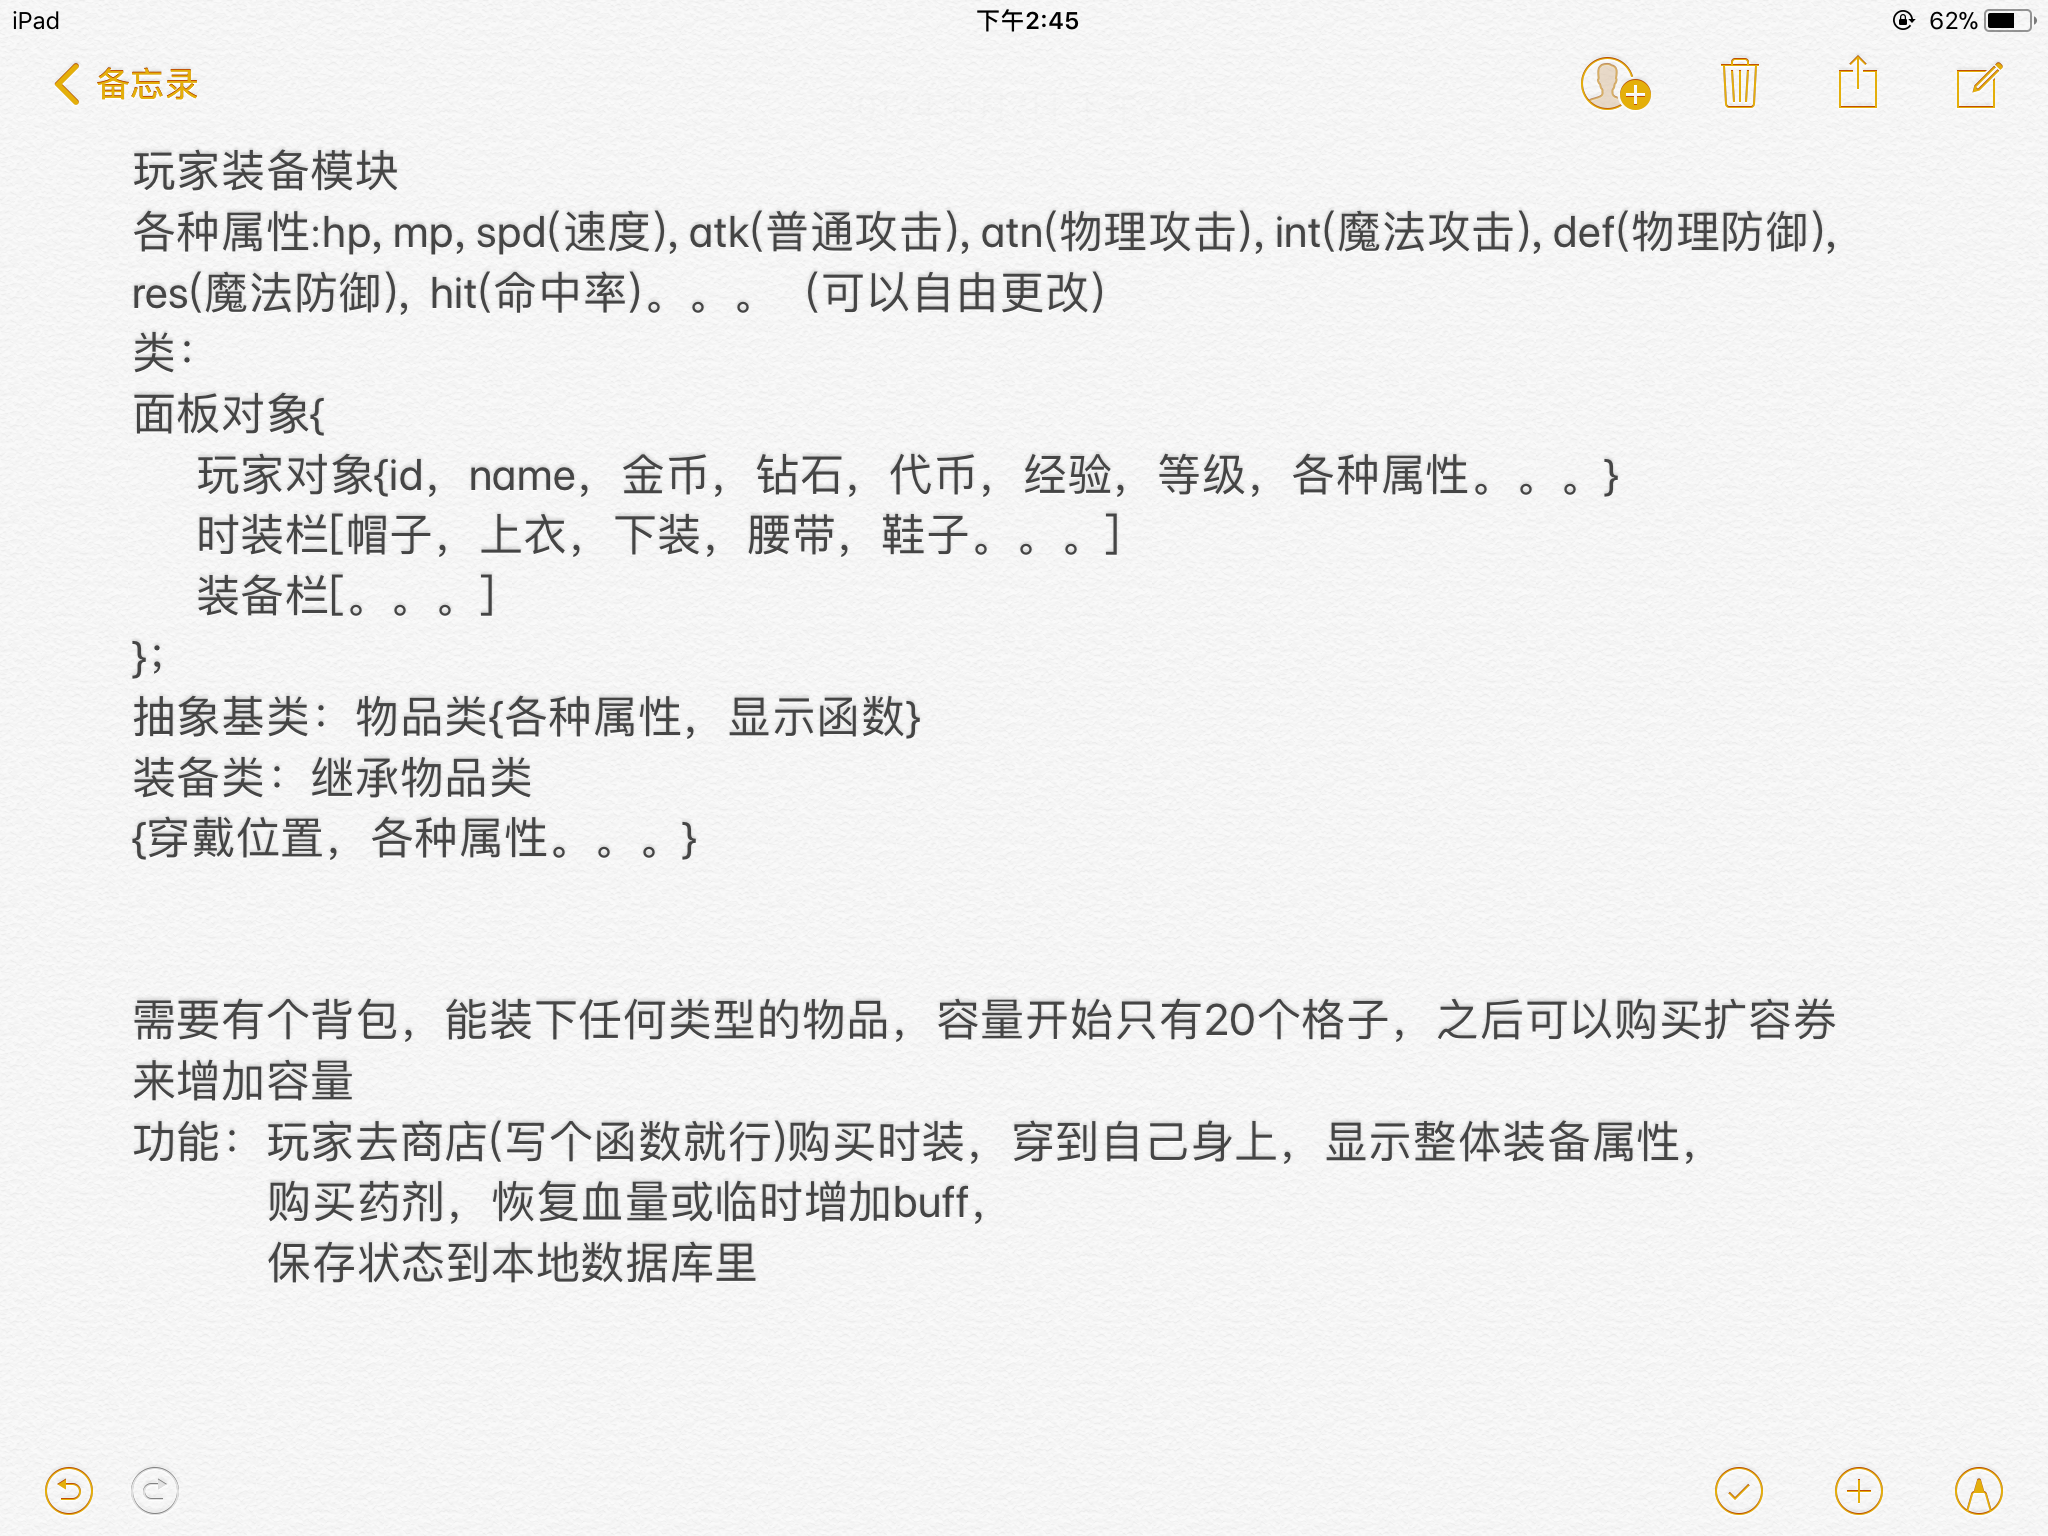 iPad
下午2:45
62%
备忘录
玩家装备模块
各种属性:hp, mp, spd(速度), atk(普通攻击), atn(物理攻击), int(魔法攻击), def(物理防御),
res(魔法防御), hit(命中率)。。。（可以自由更改）
类：
面板对象{
玩家对象{id，name，金币，钻石，代币，经验，等级，各种属性。。。}
时装栏[帽子，上衣，下装，腰带，鞋子。。。]
装备栏[。。。]
}；
抽象基类：物品类{各种属性，显示函数}
装备类：继承物品类
{穿戴位置，各种属性。。。}
需要有个背包，能装下任何类型的物品，容量开始只有20个格子，之后可以购买扩容券
来增加容量
功能：玩家去商店(写个函数就行)购买时装，穿到自己身上，显示整体装备属性，
购买药剂，恢复血量或临时增加buff，
保存状态到本地数据库里